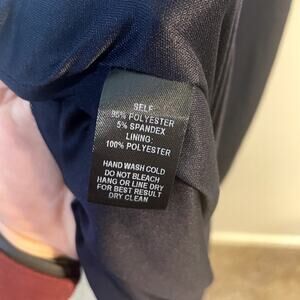 SELF:
95% POLYESTER
5% SPANDEX
LINING:
100% POLYESTER
HAND WASH COLD
DO NOT BLEACH
HANG OR LINE DRY
FOR BEST RESULT
DRY CLEAN